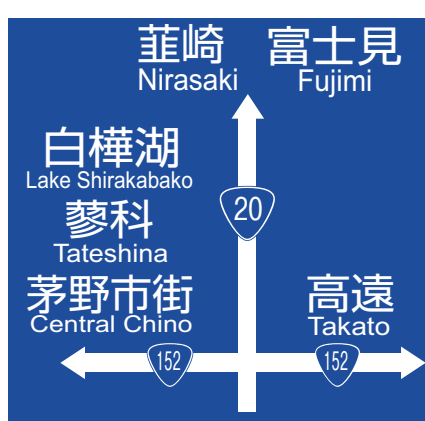 韮崎 富士見
Nirasaki Fujimi
白樺湖
Lake Shirakabako
蓼科
Tateshina
20
茅野市街
Central Chino
高遠
Takato
152
152